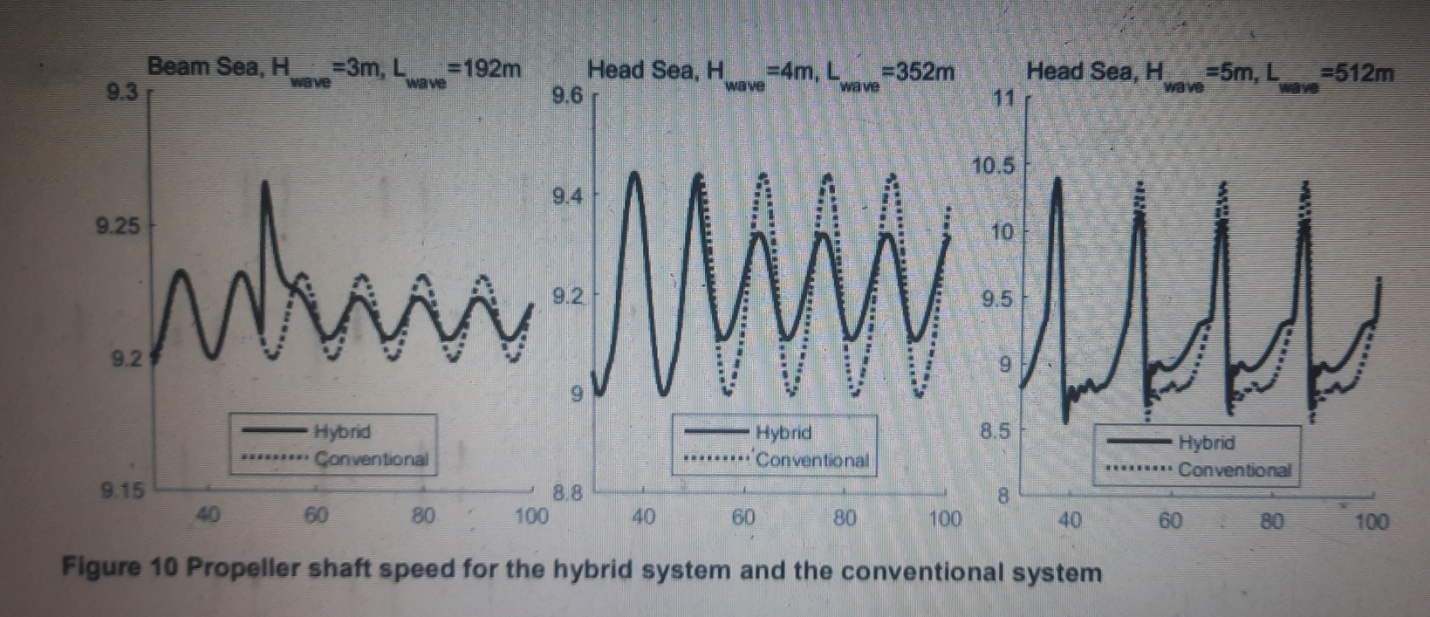 Beam Sea, H wave =3m, L wave =192m
9.3
9.25
9.2
9.15
40 60 80 100
Hybrid
Conventional
Head Sea, H wave =4m, L wave =352m
9.6
9.4
9.2
9
8.8
40 60 80 100
Hybrid
Conventional
Head Sea, H wave =5m, L wave =512m
11
10.5
10
9.5
9
8.5
8
40 60 80 100
Hybrid
Conventional
Figure 10 Propeller shaft speed for the hybrid system and the conventional system